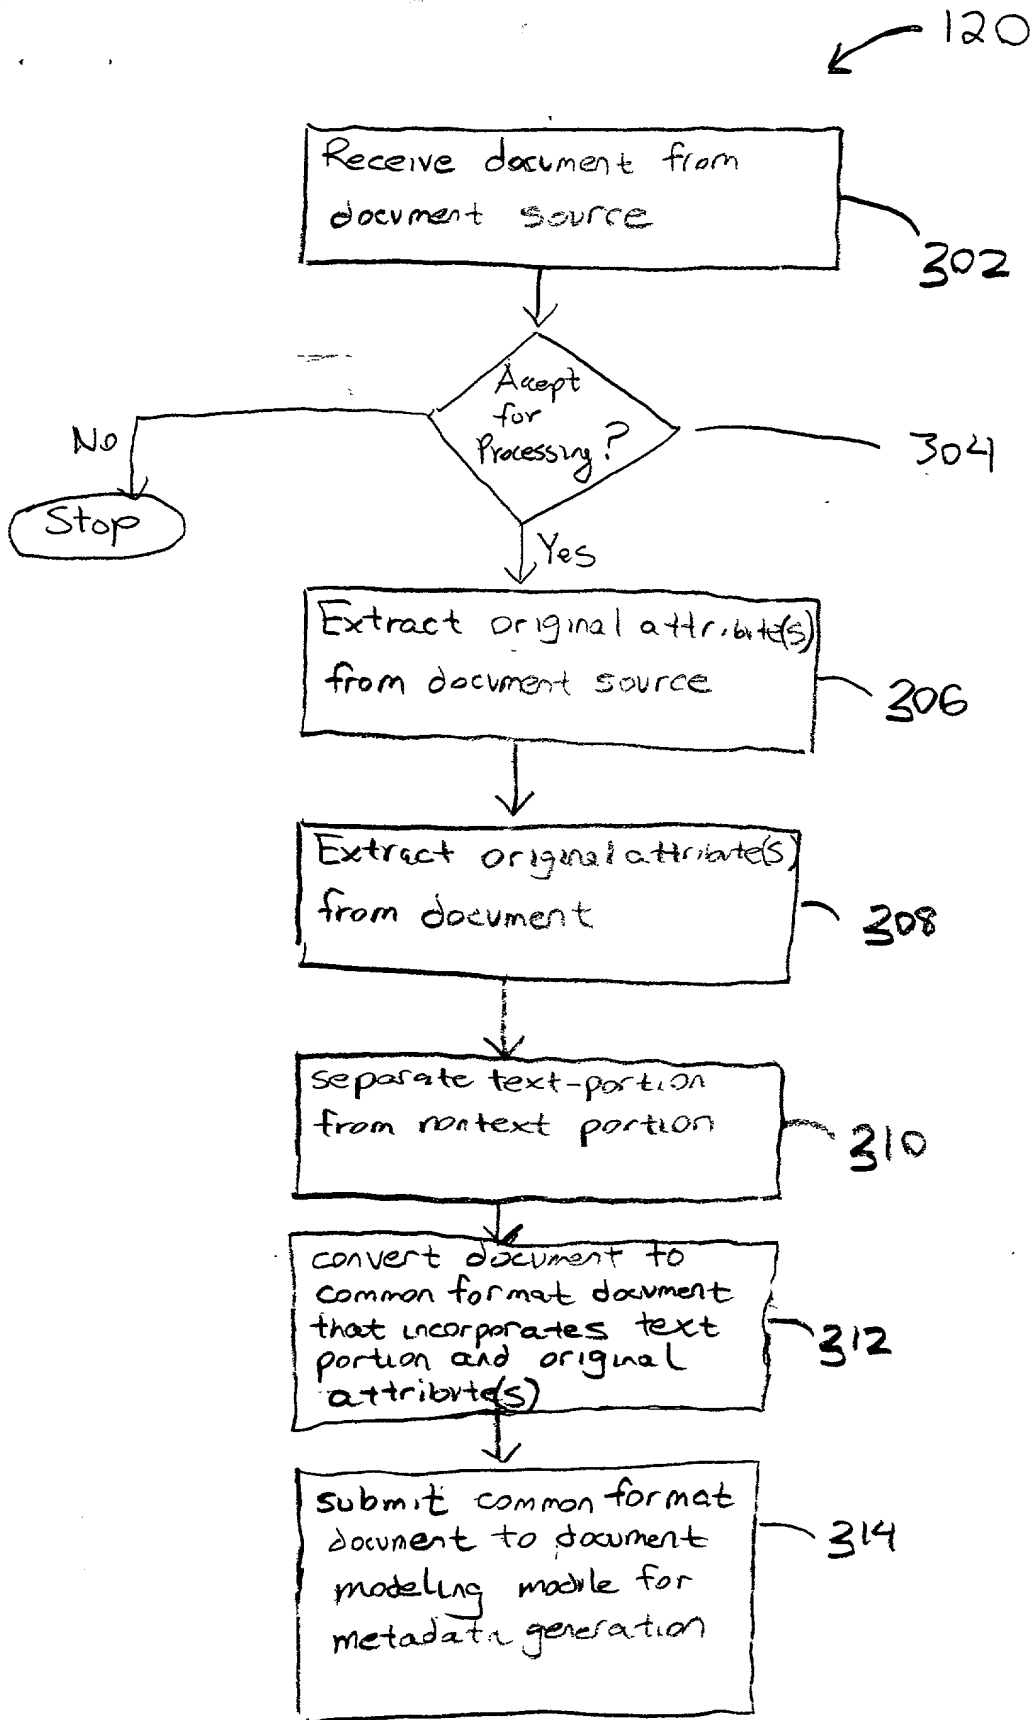 120
Receive document from
document source
302
Accept
for
Processing?
304
No
Stop
Yes
Extract original attribute(s)
from document source
306
Extract original attribute(s)
from document
308
separate text-portion
from nontext portion
310
convert document to
common format document
that incorporates text
portion and original
attribute(s)
312
submit common format
document to document
modeling module for
metadata generation
314